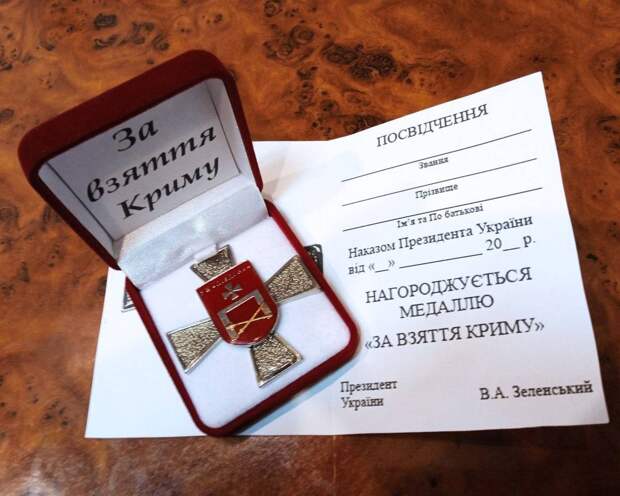 За
взяття
Криму
ПОСВІДЧЕННЯ
Звання
Прізвище
Ім'я та По батькові
Наказом Президента України
від «__» __________ 20__ р.
НАГОРОДЖУЄТЬСЯ
МЕДАЛЛЮ
«ЗА ВЗЯТТЯ КРИМУ»
Президент
України
В.А. Зеленський